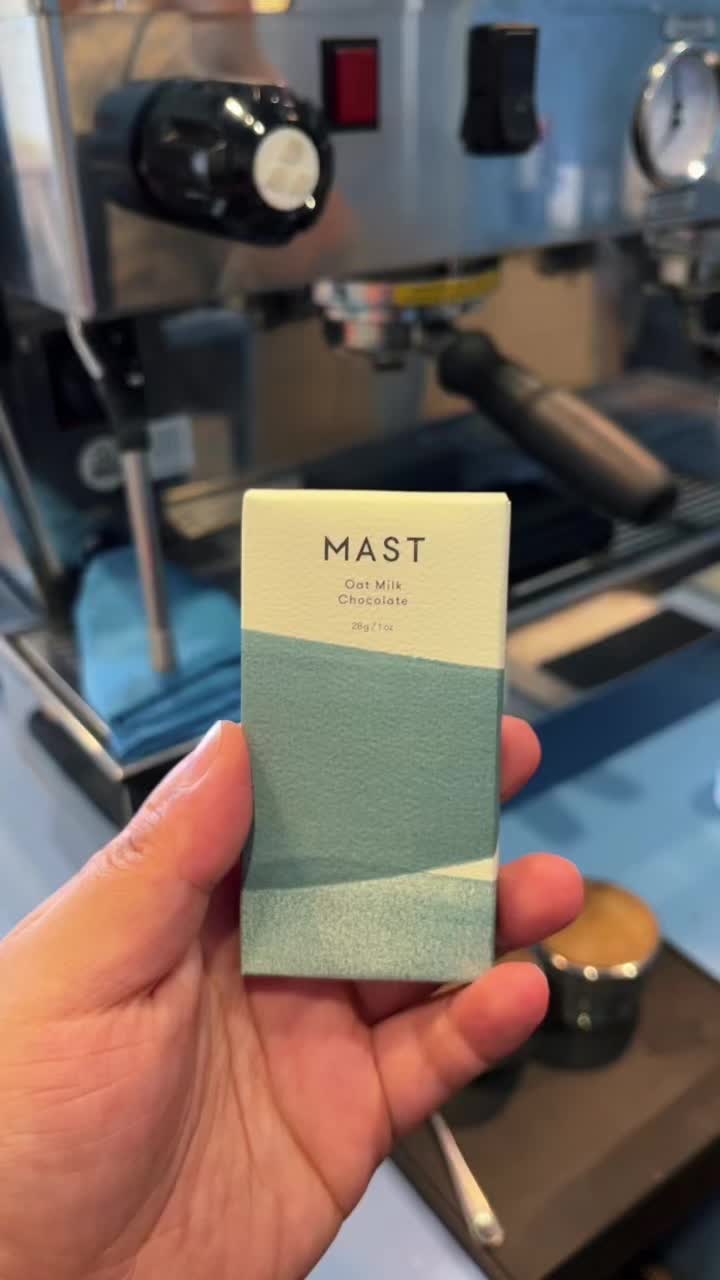 MAST
Oat Milk
Chocolate
28g / 1 oz